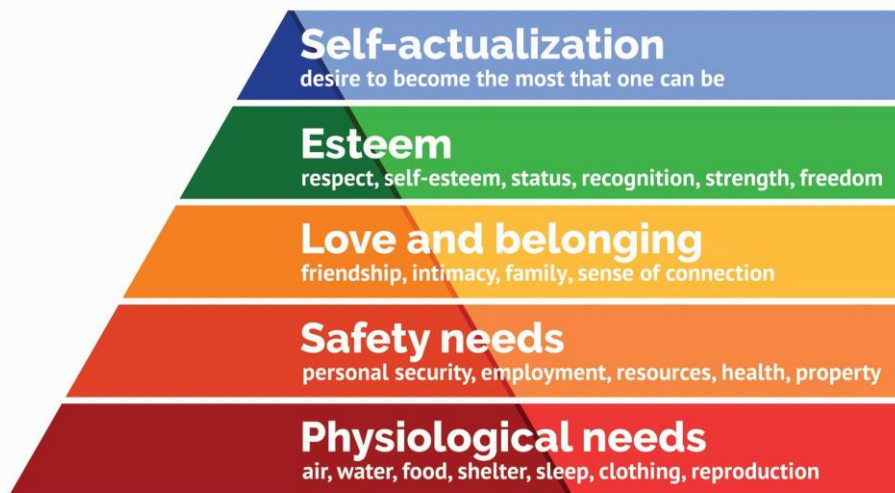 Self-actualization
desire to become the most that one can be
Esteem
respect, self-esteem, status, recognition, strength, freedom
Love and belonging
friendship, intimacy, family, sense of connection
Safety needs
personal security, employment, resources, health, property
Physiological needs
air, water, food, shelter, sleep, clothing, reproduction